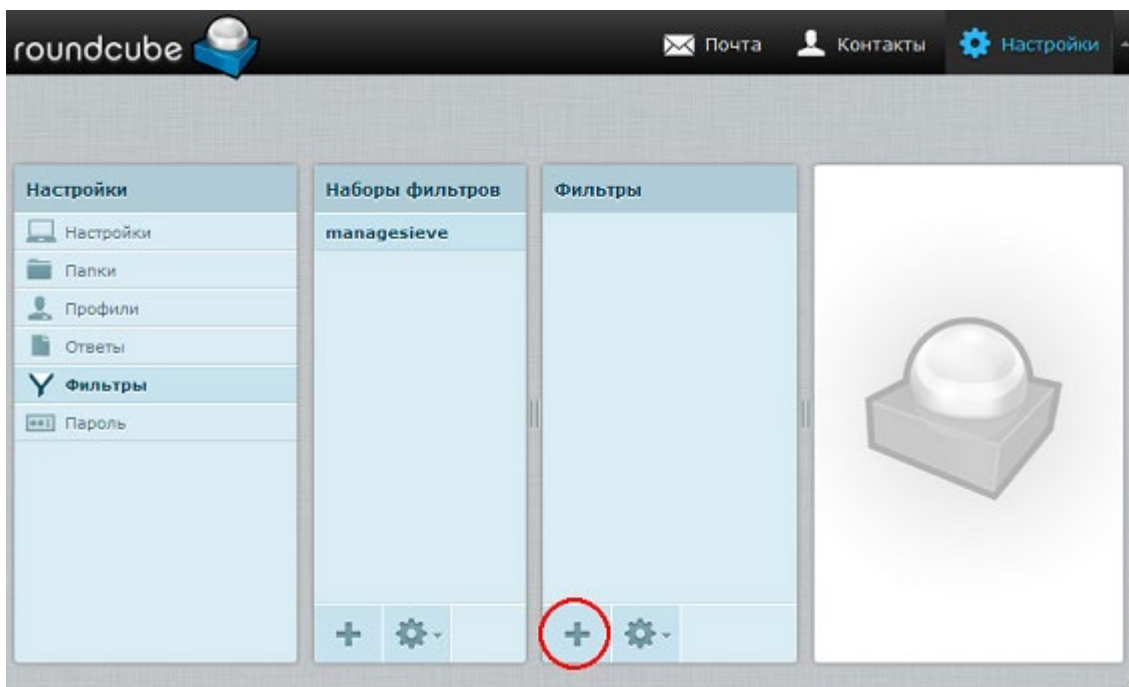 roundcube
Почта
Контакты
Настройки
Настройки
Настройки
Папки
Профили
Ответы
Фильтры
Пароль
Наборы фильтров
managesieve
Фильтры